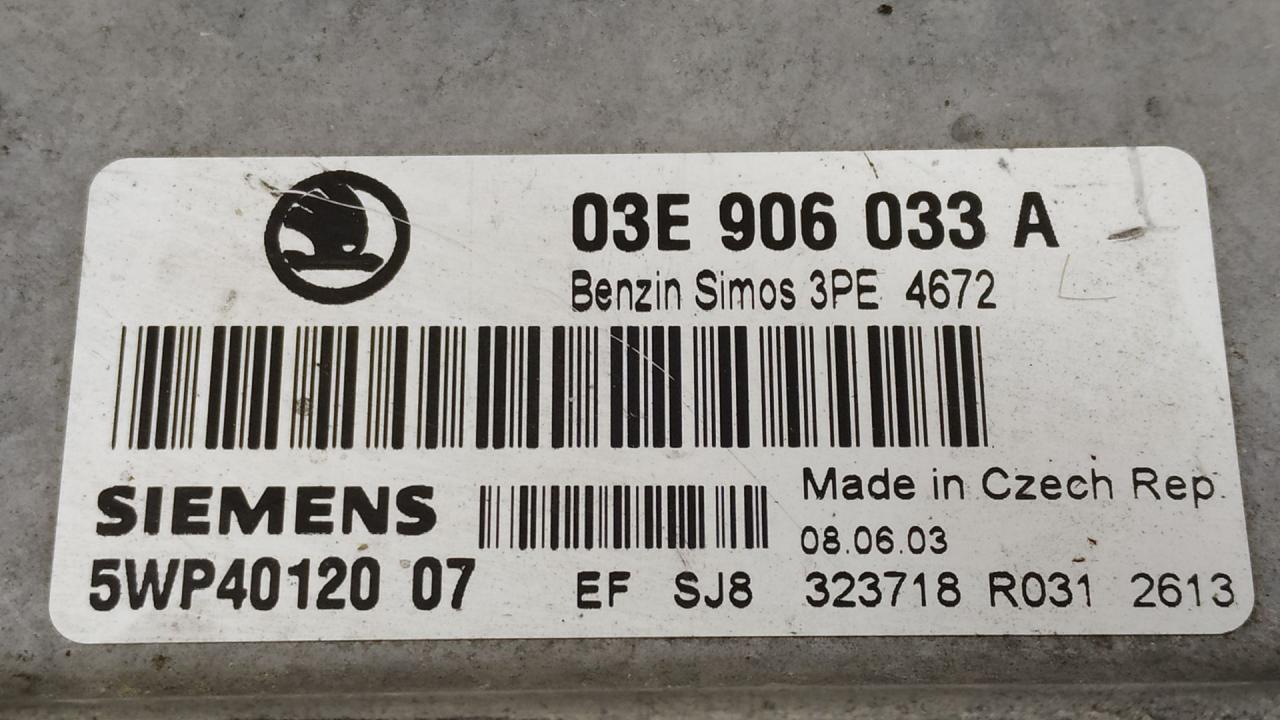 03E 906 033 A
Benzin Simos 3PE 4672
SIEMENS
Made in Czech Rep.
08.06.03
5WP40120 07
EF SJ8 323718 R031 2613